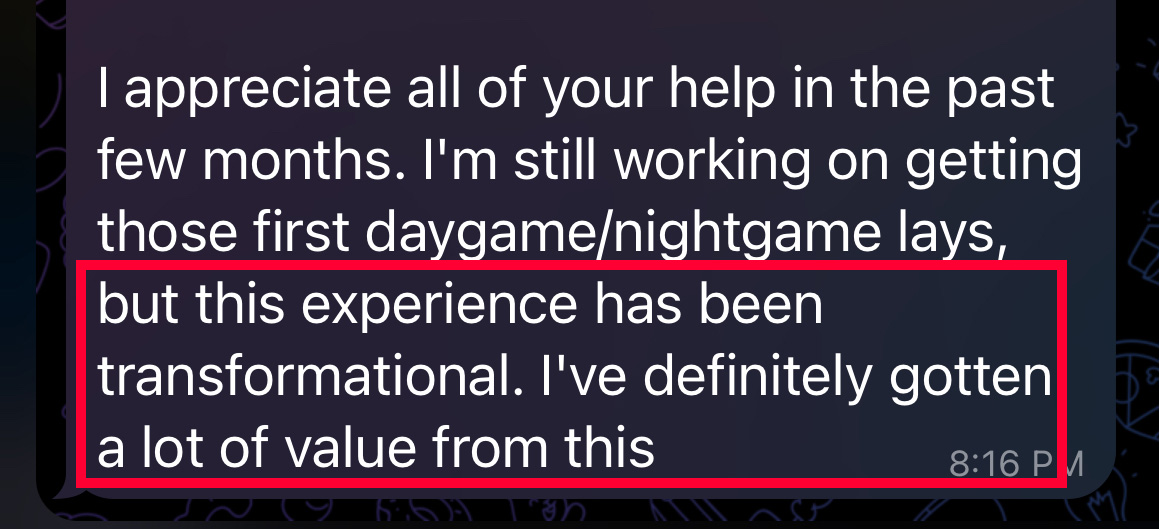 I appreciate all of your help in the past
few months. I'm still working on getting
those first daygame/nightgame lays,
but this experience has been
transformational. I've definitely gotten
a lot of value from this
8:16 PM